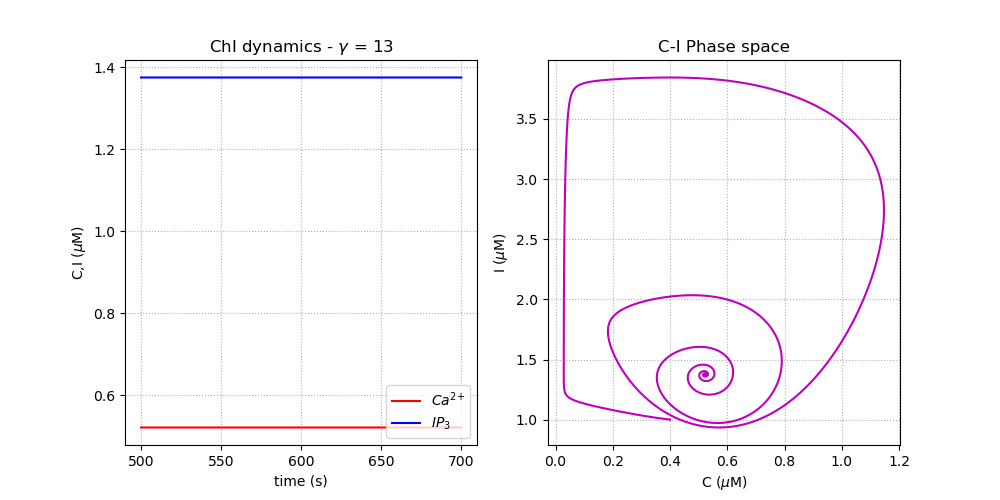 ChI dynamics - γ = 13
C,I (μM)
1.4
1.2
1.0
0.8
0.6
Ca²⁺
IP₃
500
550
600
650
700
time (s)
C-I Phase space
I (μM)
3.5
3.0
2.5
2.0
1.5
1.0
0.0
0.2
0.4
0.6
0.8
1.0
1.2
C (μM)